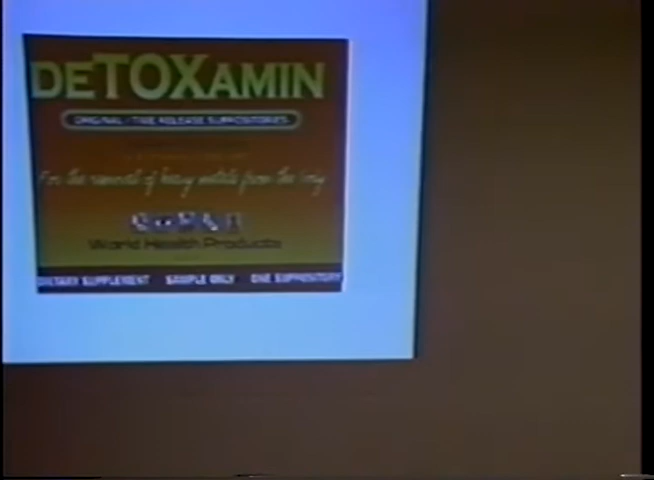 DETOXAMIN
ORIGINAL - TIME RELEASE SUPPOSITORIES
For the removal of heavy metals from the body
World Health Products
DIETARY SUPPLEMENT SAMPLE ONLY ONE SUPPOSITORY